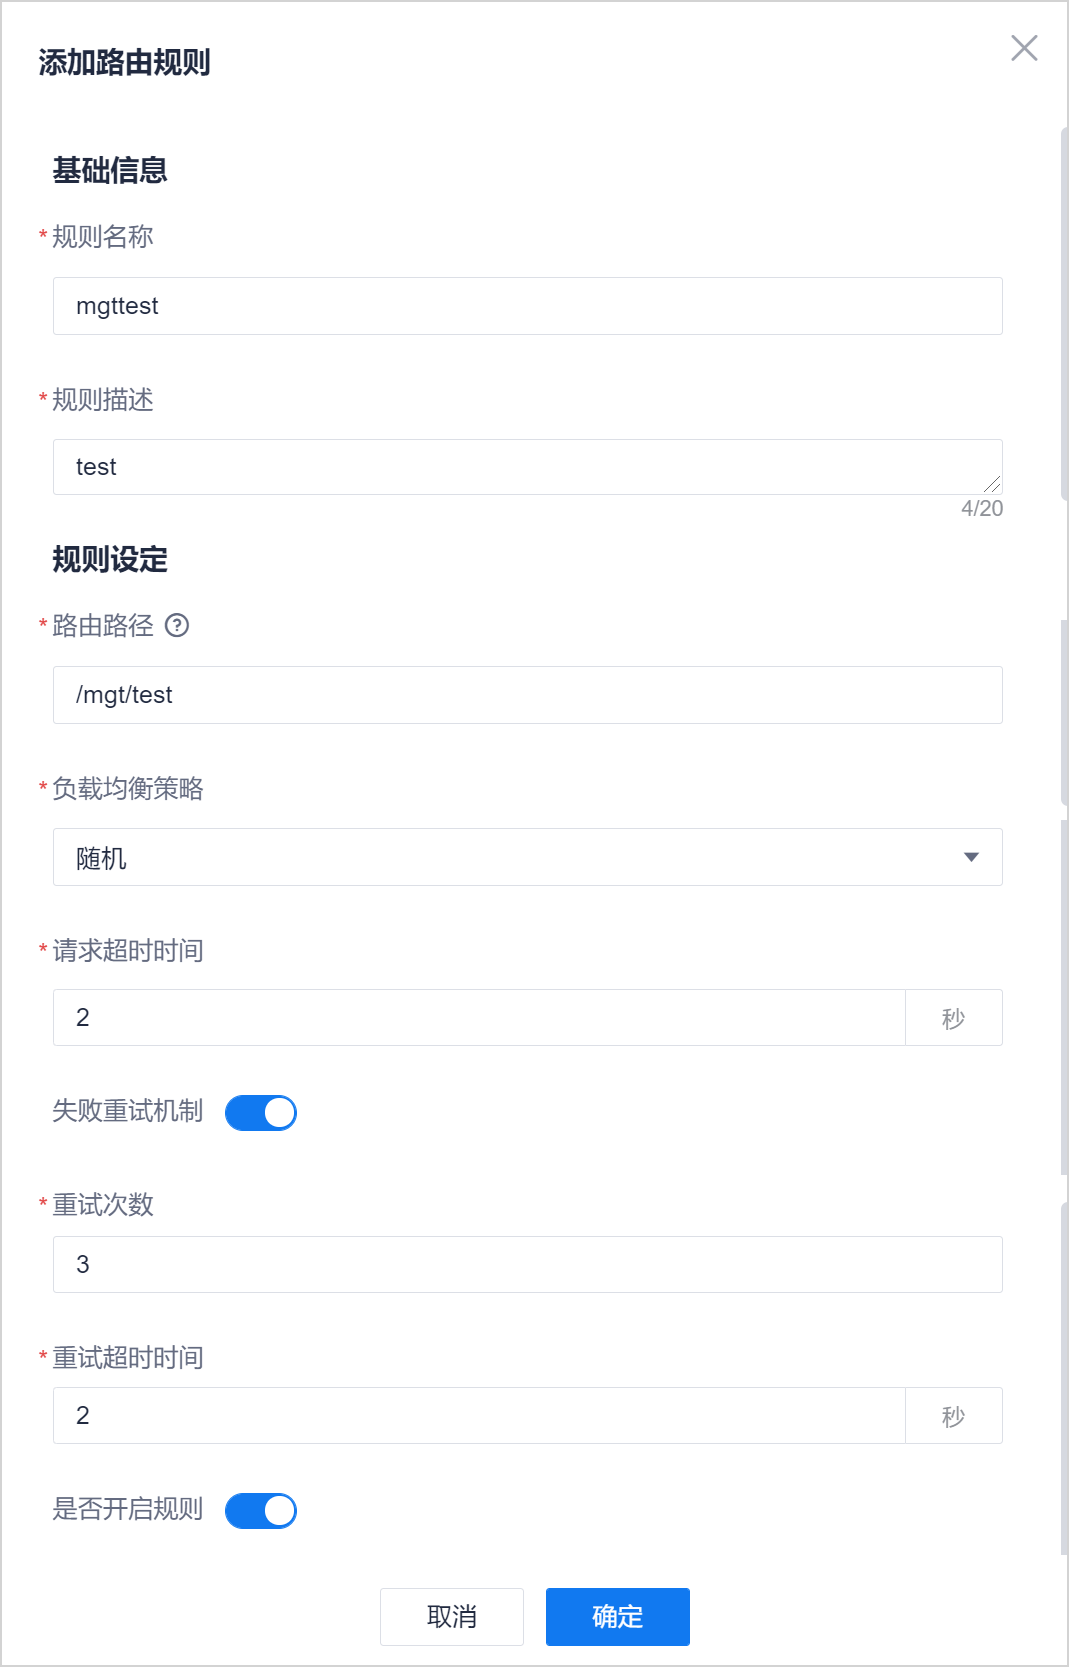 添加路由规则
基础信息
* 规则名称
mgttest
* 规则描述
test
4/20
规则设定
* 路由路径 ?
/mgt/test
* 负载均衡策略
随机
* 请求超时时间
2 秒
失败重试机制
* 重试次数
3
* 重试超时时间
2 秒
是否开启规则
取消 确定